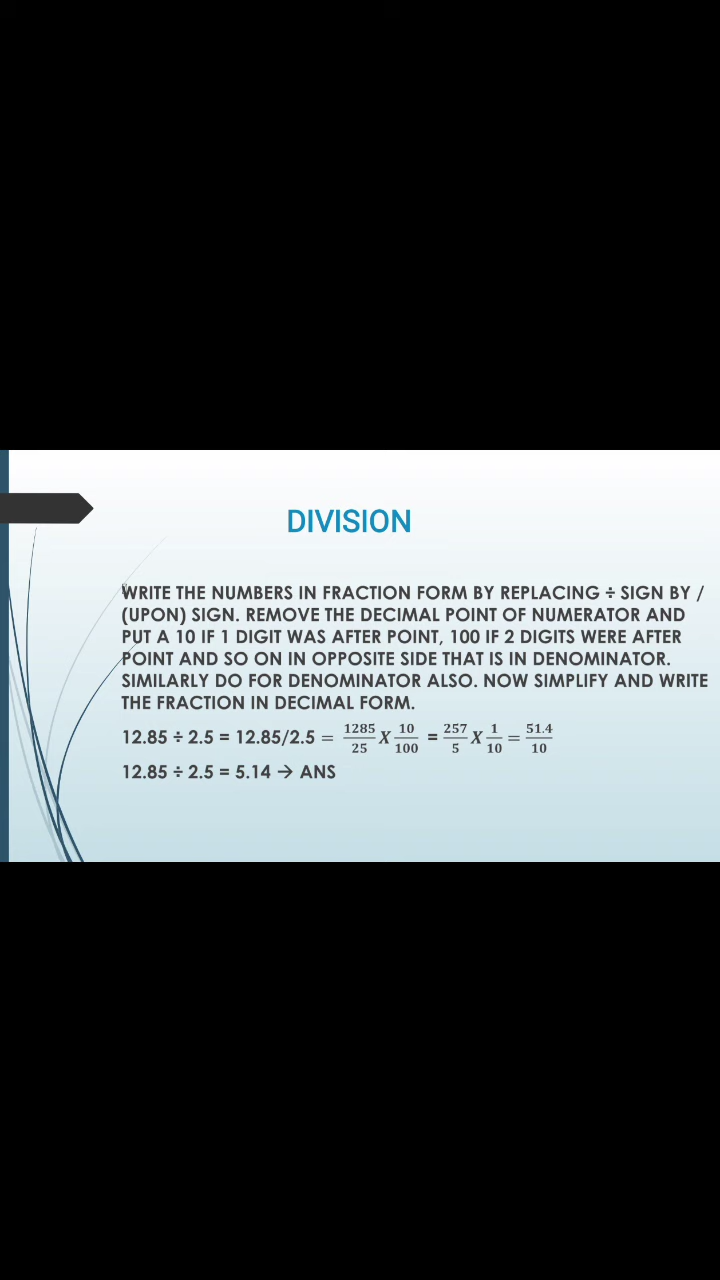 DIVISION
WRITE THE NUMBERS IN FRACTION FORM BY REPLACING ÷ SIGN BY /
(UPON) SIGN. REMOVE THE DECIMAL POINT OF NUMERATOR AND
PUT A 10 IF 1 DIGIT WAS AFTER POINT, 100 IF 2 DIGITS WERE AFTER
POINT AND SO ON IN OPPOSITE SIDE THAT IS IN DENOMINATOR.
SIMILARLY DO FOR DENOMINATOR ALSO. NOW SIMPLIFY AND WRITE
THE FRACTION IN DECIMAL FORM.
12.85 ÷ 2.5 = 12.85/2.5 = 1285/25 X 10/100 = 257/5 X 1/10 = 51.4/10
12.85 ÷ 2.5 = 5.14 → ANS